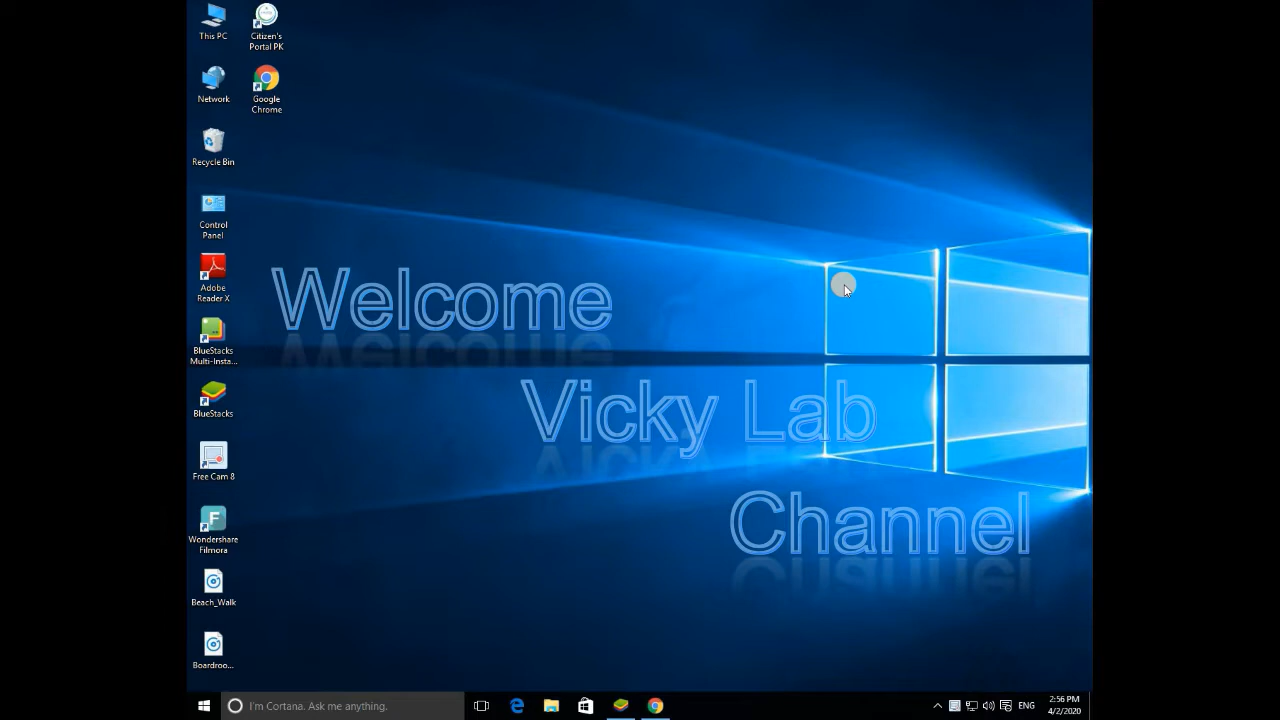 This PC
Citizen's
Portal PK
Network
Google
Chrome
Recycle Bin
Control
Panel
Adobe
Reader X
BlueStacks
Multi-Insta...
BlueStacks
Free Cam 8
Wondershare
Filmora
Beach_Walk
Boardroo...
Welcome
Vicky Lab
Channel
I'm Cortana. Ask me anything.
ENG
2:56 PM
4/2/2020